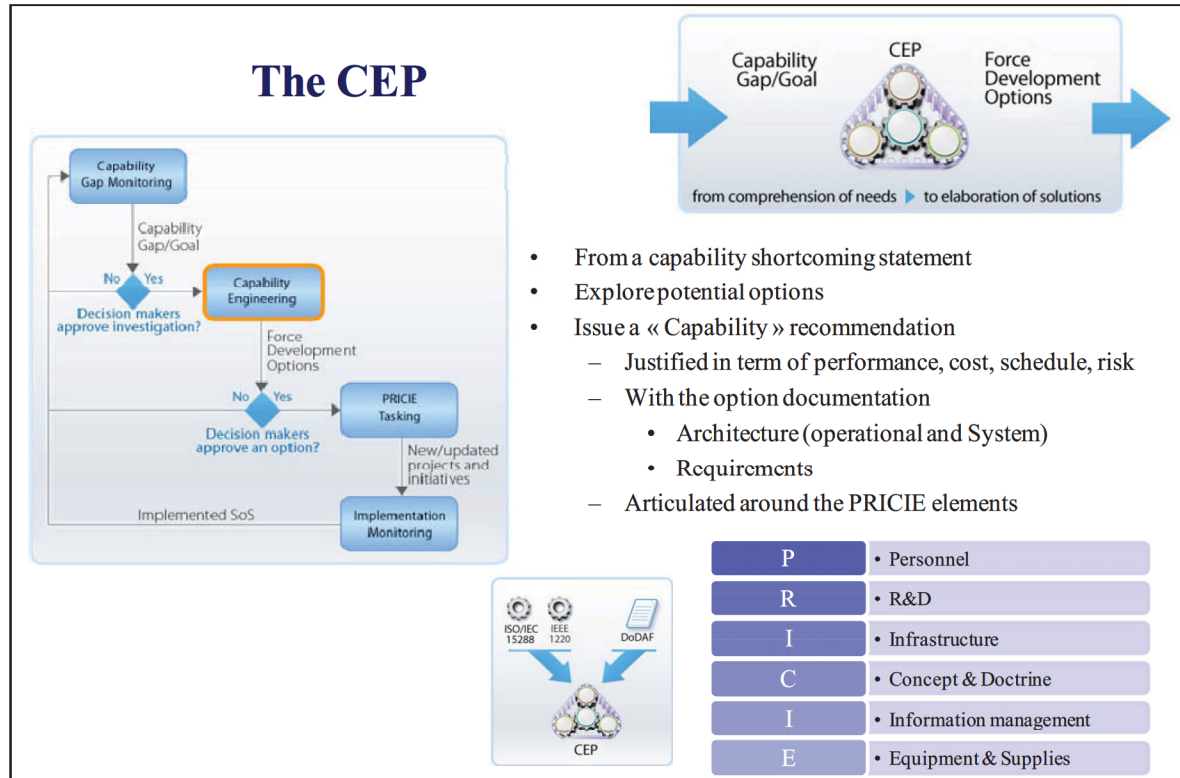 The CEP
Capability
Gap/Goal
CEP
Force
Development
Options
from comprehension of needs ▶ to elaboration of solutions
Capability
Gap Monitoring
Capability
Gap/Goal
No Yes
Decision makers
approve investigation?
Capability
Engineering
Force
Development
Options
No Yes
Decision makers
approve an option?
PRICIE
Tasking
New/updated
projects and
initiatives
Implemented SoS
Implementation
Monitoring
• From a capability shortcoming statement
• Explore potential options
• Issue a « Capability » recommendation
– Justified in term of performance, cost, schedule, risk
– With the option documentation
• Architecture (operational and System)
• Requirements
– Articulated around the PRICIE elements
ISO/IEC
15288
IEEE
1220
DoDAF
CEP
P • Personnel
R • R&D
I • Infrastructure
C • Concept & Doctrine
I • Information management
E • Equipment & Supplies